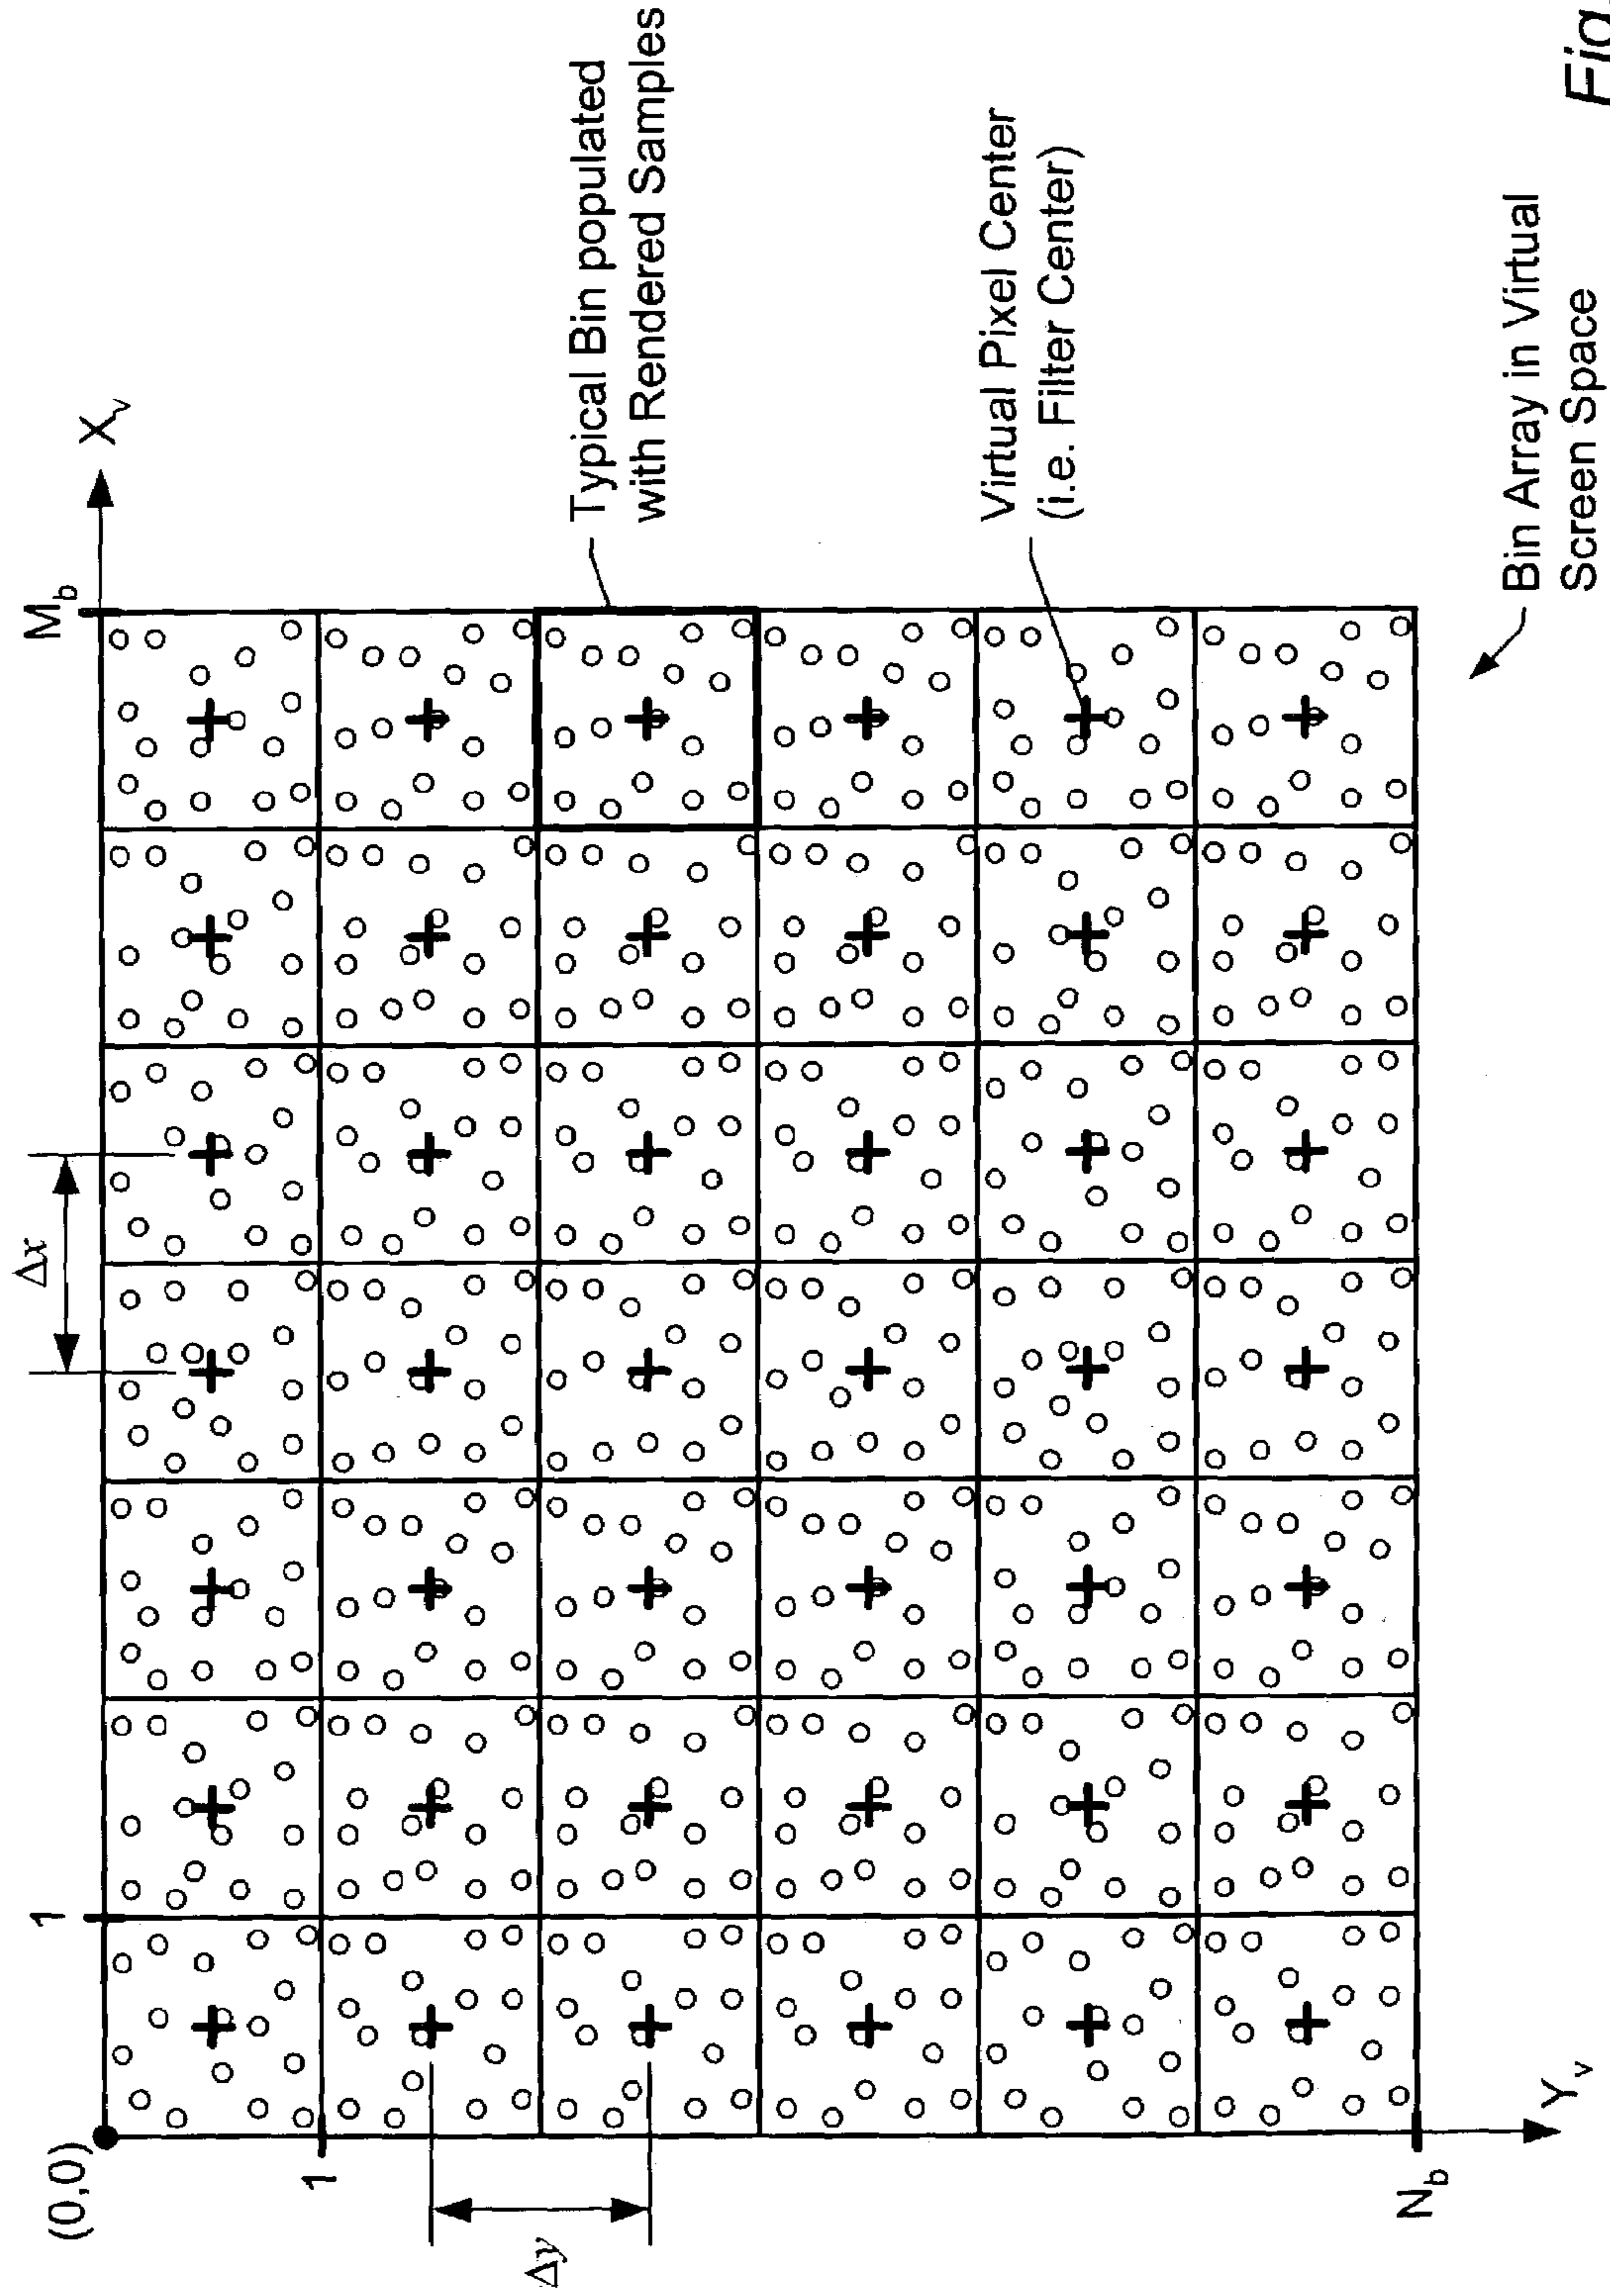 (0,0)
1
M_b
X_v
Δx
1
Δy
N_b
Y_v
Typical Bin populated
with Rendered Samples
Virtual Pixel Center
(i.e. Filter Center)
Bin Array in Virtual
Screen Space
Fig.